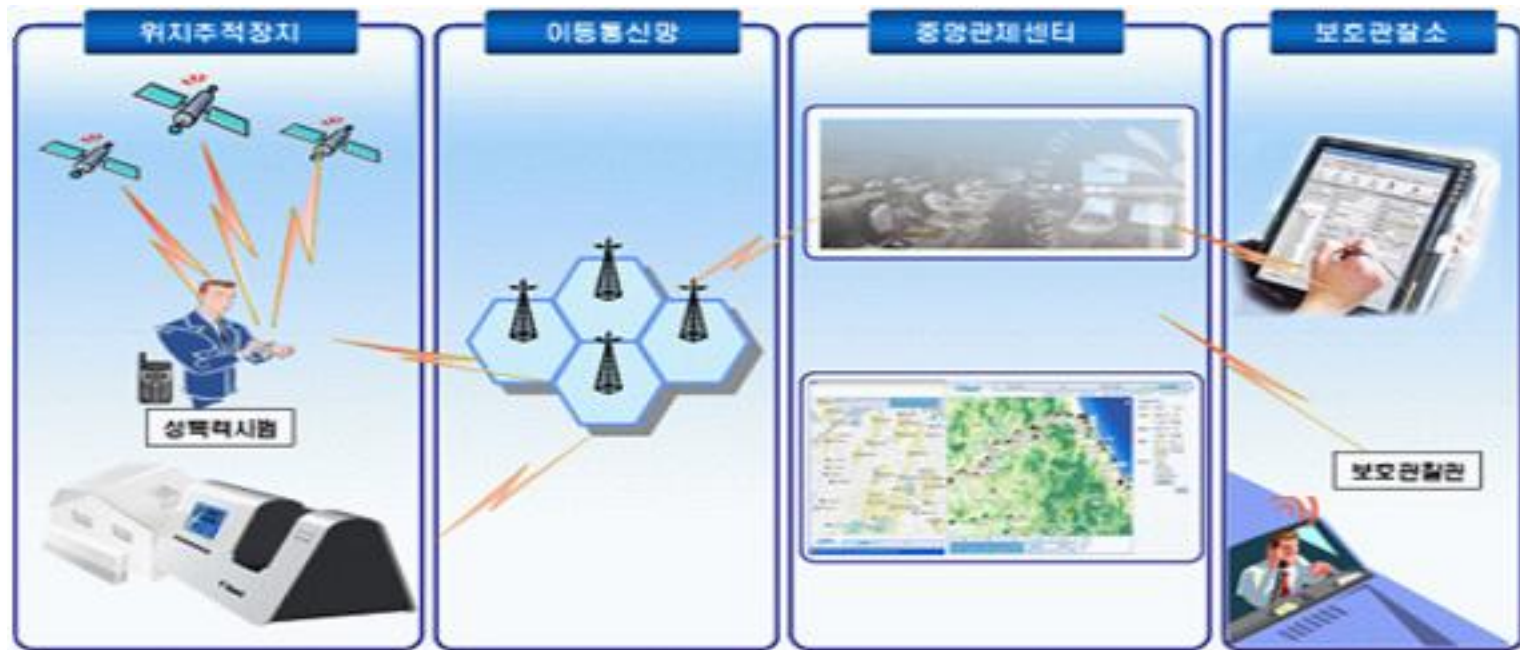 위치추적장치
이동통신망
중앙관제센터
보호관찰소
성폭력사범
보호관찰관